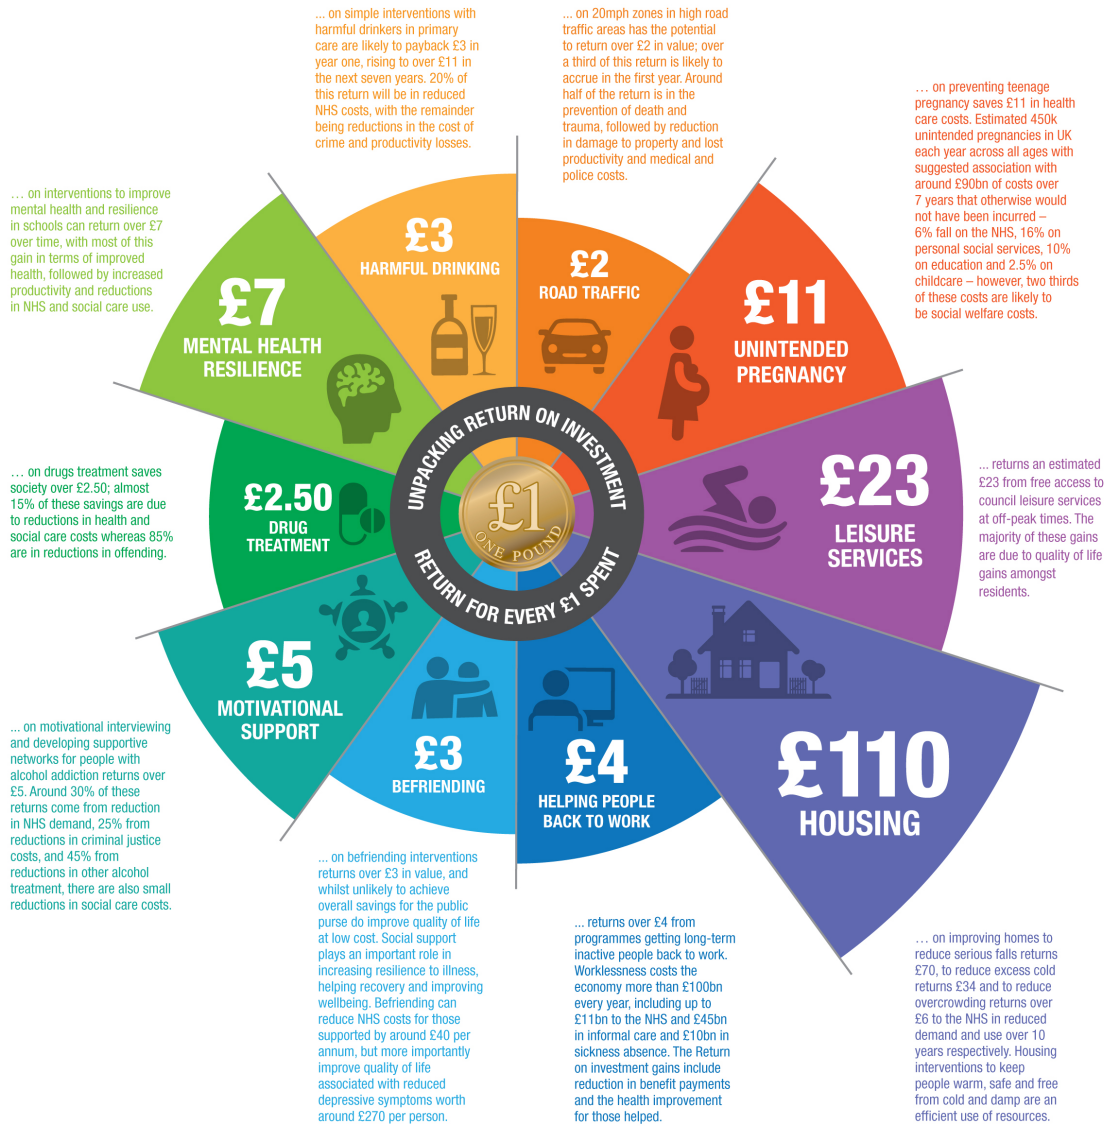 ... on simple interventions with
harmful drinkers in primary
care are likely to payback £3 in
year one, rising to over £11 in
the next seven years. 20% of
this return will be in reduced
NHS costs, with the remainder
being reductions in the cost of
crime and productivity losses.
... on 20mph zones in high road
traffic areas has the potential
to return over £2 in value; over
a third of this return is likely to
accrue in the first year. Around
half of the return is in the
prevention of death and
trauma, followed by reduction
in damage to property and lost
productivity and medical and
police costs.
... on preventing teenage
pregnancy saves £11 in health
care costs. Estimated 450k
unintended pregnancies in UK
each year across all ages with
suggested association with
around £90bn of costs over
7 years that otherwise would
not have been incurred –
6% fall on the NHS, 16% on
personal social services, 10%
on education and 2.5% on
childcare – however, two thirds
of these costs are likely to
be social welfare costs.
... on interventions to improve
mental health and resilience
in schools can return over £7
over time, with most of this
gain in terms of improved
health, followed by increased
productivity and reductions
in NHS and social care use.
£3
HARMFUL DRINKING
£2
ROAD TRAFFIC
£7
MENTAL HEALTH
RESILIENCE
£11
UNINTENDED
PREGNANCY
UNPACKING RETURN ON INVESTMENT
£1
ONE POUND
RETURN FOR EVERY £1 SPENT
... on drugs treatment saves
society over £2.50; almost
15% of these savings are due
to reductions in health and
social care costs whereas 85%
are in reductions in offending.
£2.50
DRUG
TREATMENT
£23
LEISURE
SERVICES
... returns an estimated
£23 from free access to
council leisure services
at off-peak times. The
majority of these gains
are due to quality of life
gains amongst
residents.
£5
MOTIVATIONAL
SUPPORT
£3
BEFRIENDING
£4
HELPING PEOPLE
BACK TO WORK
£110
HOUSING
... on motivational interviewing
and developing supportive
networks for people with
alcohol addiction returns over
£5. Around 30% of these
returns come from reduction
in NHS demand, 25% from
reductions in criminal justice
costs, and 45% from
reductions in other alcohol
treatment, there are also small
reductions in social care costs.
... on befriending interventions
returns over £3 in value, and
whilst unlikely to achieve
overall savings for the public
purse do improve quality of life
at low cost. Social support
plays an important role in
increasing resilience to illness,
helping recovery and improving
wellbeing. Befriending can
reduce NHS costs for those
supported by around £40 per
annum, but more importantly
improve quality of life
associated with reduced
depressive symptoms worth
around £270 per person.
... returns over £4 from
programmes getting long-term
inactive people back to work.
Worklessness costs the
economy more than £100bn
every year, including up to
£11bn to the NHS and £45bn
in informal care and £10bn in
sickness absence. The Return
on investment gains include
reduction in benefit payments
and the health improvement
for those helped.
... on improving homes to
reduce serious falls returns
£70, to reduce excess cold
returns £34 and to reduce
overcrowding returns over
£6 to the NHS in reduced
demand and use over 10
years respectively. Housing
interventions to keep
people warm, safe and free
from cold and damp are an
efficient use of resources.